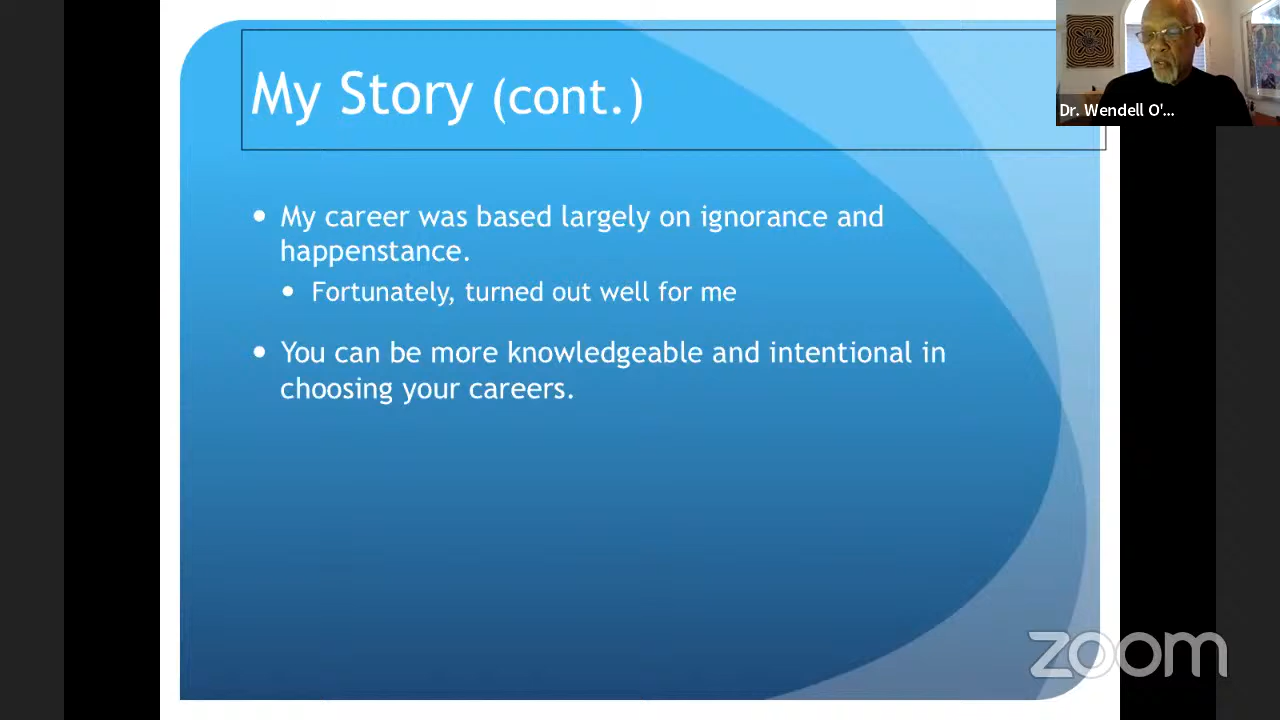 My Story (cont.)
Dr. Wendell O'...
• My career was based largely on ignorance and
happenstance.
• Fortunately, turned out well for me
• You can be more knowledgeable and intentional in
choosing your careers.
zoom